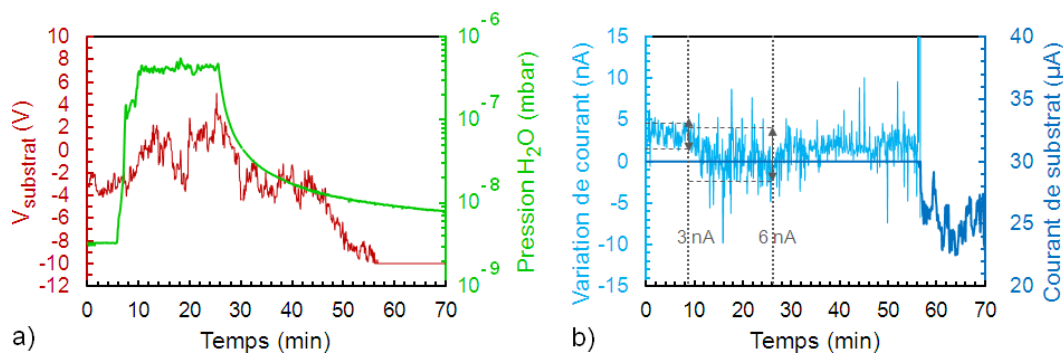 10
8
6
4
2
0
-2
-4
-6
-8
-10
-12
V substrat (V)
0 10 20 30 40 50 60 70
Temps (min)
10^-6
10^-7
10^-8
10^-9
Pression H2O (mbar)
a)
15
10
5
0
-5
-10
-15
Variation de courant (nA)
3 nA
6 nA
0 10 20 30 40 50 60 70
Temps (min)
40
35
30
25
20
Courant de substrat (µA)
b)